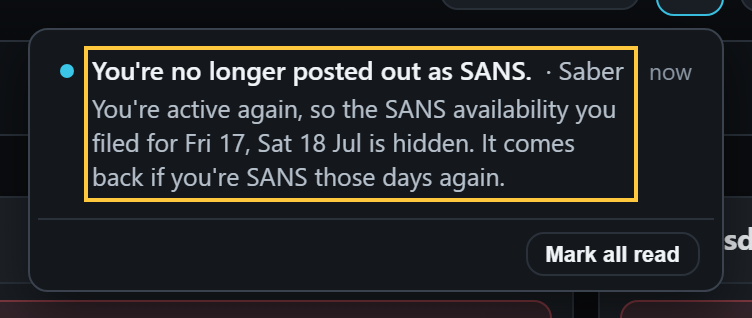 You're no longer posted out as SANS. · Saber now
You're active again, so the SANS availability you
filed for Fri 17, Sat 18 Jul is hidden. It comes
back if you're SANS those days again.
Mark all read
sd